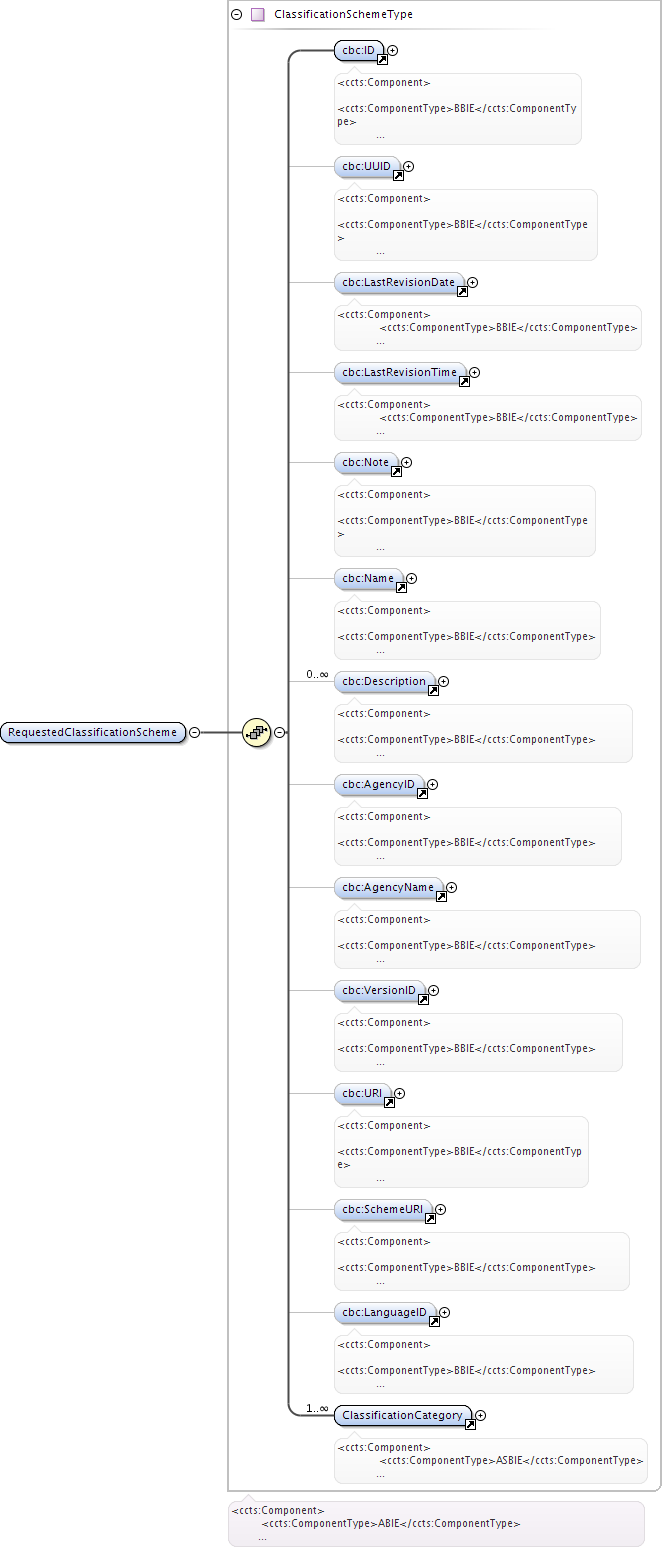 ClassificationSchemeType
cbc:ID
<ccts:Component>
<ccts:ComponentType>BBIE</ccts:ComponentTy
pe>
...
cbc:UUID
<ccts:Component>
<ccts:ComponentType>BBIE</ccts:ComponentType
>
...
cbc:LastRevisionDate
<ccts:Component>
<ccts:ComponentType>BBIE</ccts:ComponentType>
...
cbc:LastRevisionTime
<ccts:Component>
<ccts:ComponentType>BBIE</ccts:ComponentType>
...
cbc:Note
<ccts:Component>
<ccts:ComponentType>BBIE</ccts:ComponentType
>
...
cbc:Name
<ccts:Component>
<ccts:ComponentType>BBIE</ccts:ComponentType>
...
0..∞
cbc:Description
<ccts:Component>
<ccts:ComponentType>BBIE</ccts:ComponentType>
...
RequestedClassificationScheme
cbc:AgencyID
<ccts:Component>
<ccts:ComponentType>BBIE</ccts:ComponentType>
...
cbc:AgencyName
<ccts:Component>
<ccts:ComponentType>BBIE</ccts:ComponentType>
...
cbc:VersionID
<ccts:Component>
<ccts:ComponentType>BBIE</ccts:ComponentType>
...
cbc:URI
<ccts:Component>
<ccts:ComponentType>BBIE</ccts:ComponentTyp
e>
...
cbc:SchemeURI
<ccts:Component>
<ccts:ComponentType>BBIE</ccts:ComponentType>
...
cbc:LanguageID
<ccts:Component>
<ccts:ComponentType>BBIE</ccts:ComponentType>
...
1..∞
ClassificationCategory
<ccts:Component>
<ccts:ComponentType>ASBIE</ccts:ComponentType>
...
<ccts:Component>
<ccts:ComponentType>ABIE</ccts:ComponentType>
...